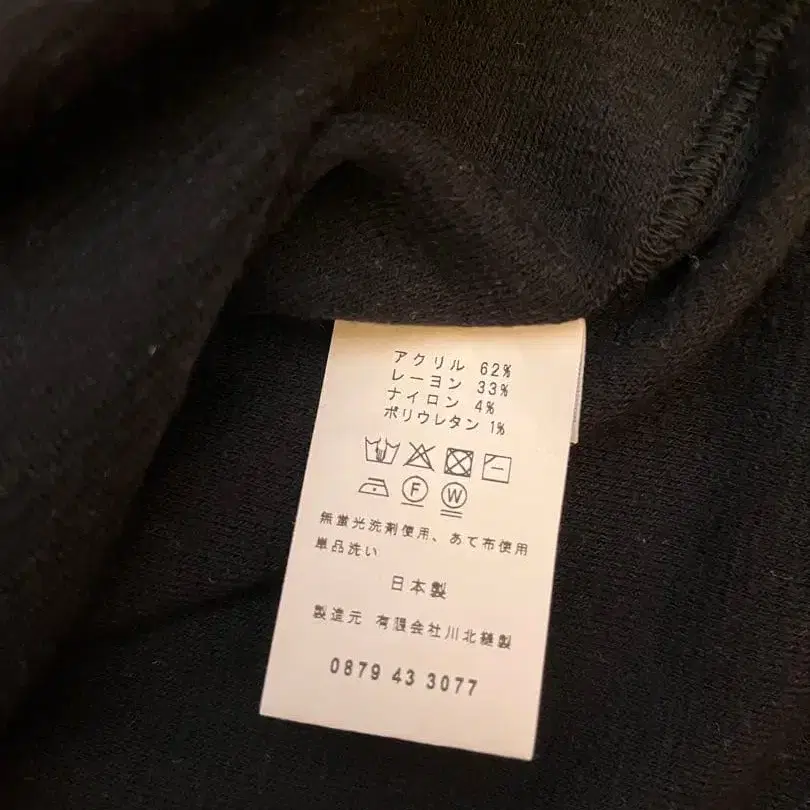 アクリル 62%
レーヨン 33%
ナイロン 4%
ポリウレタン 1%
F W
無蛍光洗剤使用、あて布使用
単品洗い
日本製
製造元 有限会社川北縫製
0879 43 3077